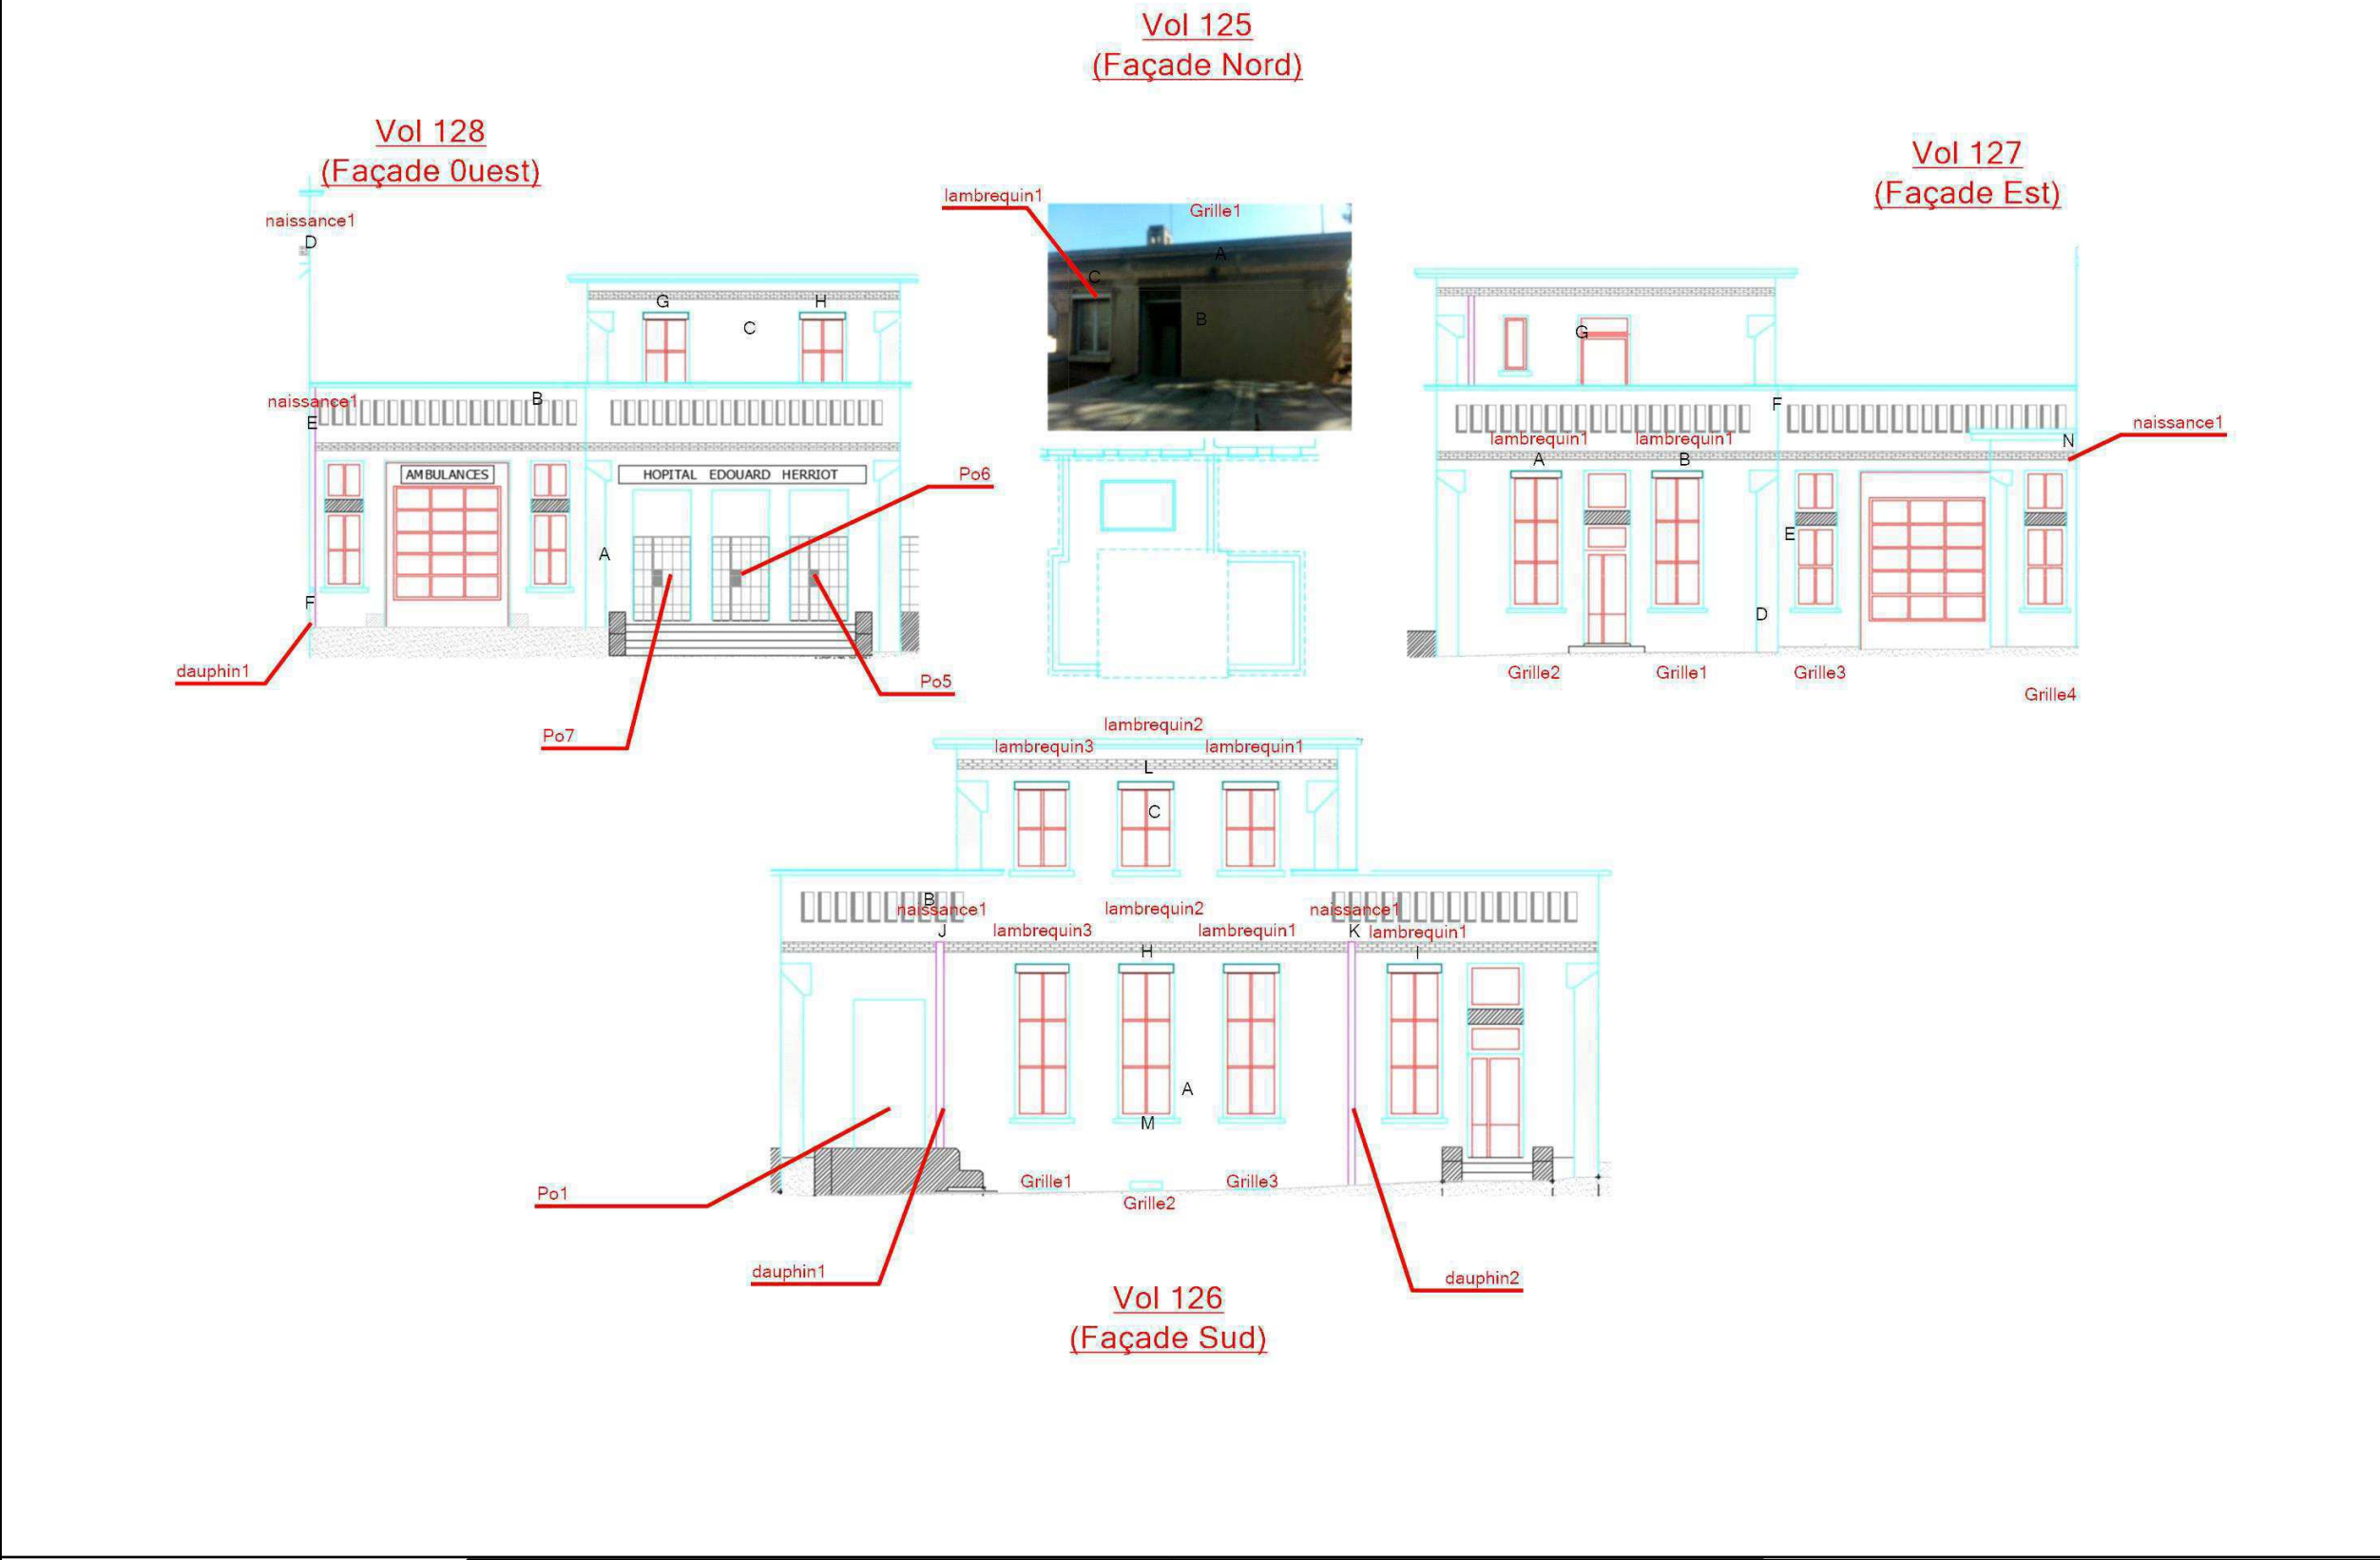 Vol 125
(Façade Nord)
Vol 128
(Façade 0uest)
Vol 127
(Façade Est)
naissance1
D
G
H
C
naissance1
B
E
AMBULANCES
HOPITAL EDOUARD HERRIOT
A
F
dauphin1
Po7
Po6
Po5
lambrequin1
Grille1
A
C
B
G
F
lambrequin1
lambrequin1
A
B
N
naissance1
E
D
Grille2
Grille1
Grille3
Grille4
lambrequin2
lambrequin3
lambrequin1
L
C
B
naissance1
lambrequin2
naissance1
J
lambrequin3
lambrequin1
K
lambrequin1
H
I
A
M
Grille1
Grille2
Grille3
Po1
dauphin1
dauphin2
Vol 126
(Façade Sud)